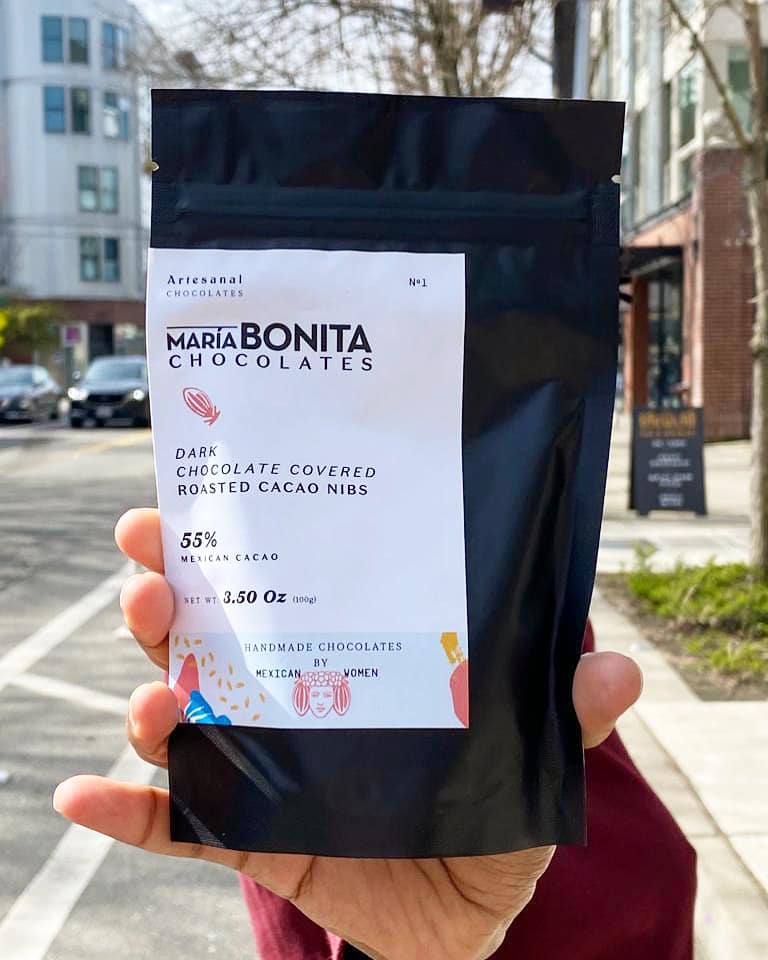 Artesanal
CHOCOLATES
Nº1
MARÍA BONITA
CHOCOLATES
DARK
CHOCOLATE COVERED
ROASTED CACAO NIBS
55%
MEXICAN CACAO
NET WT 3.50 Oz (100g)
HANDMADE CHOCOLATES
BY
MEXICAN WOMEN